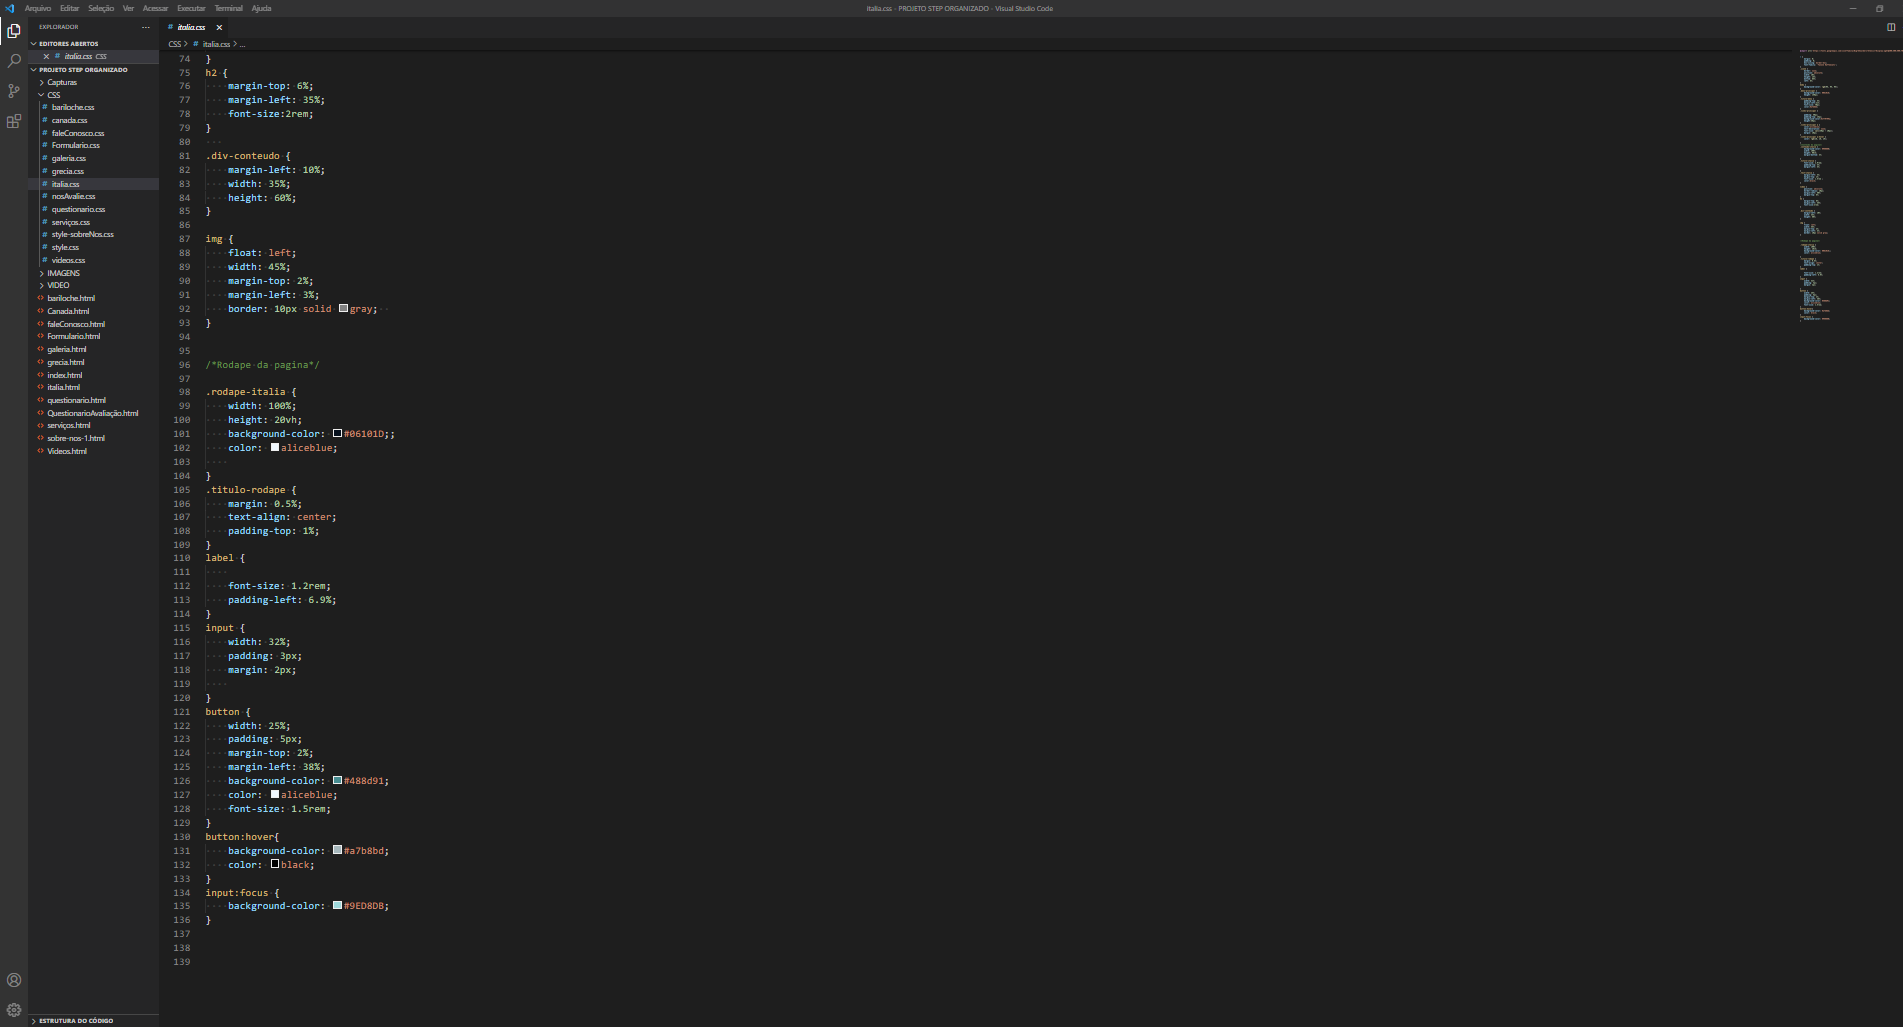 Arquivo Editar Seleção Ver Acessar Executar Terminal Ajuda
italia.css - PROJETO STEP ORGANIZADO - Visual Studio Code
EXPLORADOR ...
EDITORES ABERTOS
# italia.css CSS
PROJETO STEP ORGANIZADO
Capturas
CSS
# bariloche.css
# canada.css
# faleConosco.css
# Formulario.css
# galeria.css
# grecia.css
# italia.css
# nosAvalie.css
# questionario.css
# serviços.css
# style-sobreNos.css
# style.css
# videos.css
IMAGENS
VIDEO
<> bariloche.html
<> Canada.html
<> faleConosco.html
<> Formulario.html
<> galeria.html
<> grecia.html
<> index.html
<> italia.html
<> questionario.html
<> QuestionarioAvaliação.html
<> serviços.html
<> sobre-nos-1.html
<> Videos.html
ESTRUTURA DO CÓDIGO
# italia.css
CSS > # italia.css > ...
74 }
75 h2 {
76 margin-top: 6%;
77 margin-left: 35%;
78 font-size:2rem;
79 }
80
81 .div-conteudo {
82 margin-left: 10%;
83 width: 35%;
84 height: 60%;
85 }
86
87 img {
88 float: left;
89 width: 45%;
90 margin-top: 2%;
91 margin-left: 3%;
92 border: 10px solid gray;
93 }
94
95
96 /*Rodape da pagina*/
97
98 .rodape-italia {
99 width: 100%;
100 height: 20vh;
101 background-color: #06101D;;
102 color: aliceblue;
103
104 }
105 .titulo-rodape {
106 margin: 0.5%;
107 text-align: center;
108 padding-top: 1%;
109 }
110 label {
111
112 font-size: 1.2rem;
113 padding-left: 6.9%;
114 }
115 input {
116 width: 32%;
117 padding: 3px;
118 margin: 2px;
119
120 }
121 button {
122 width: 25%;
123 padding: 5px;
124 margin-top: 2%;
125 margin-left: 38%;
126 background-color: #488d91;
127 color: aliceblue;
128 font-size: 1.5rem;
129 }
130 button:hover{
131 background-color: #a7b8bd;
132 color: black;
133 }
134 input:focus {
135 background-color: #9ED8DB;
136 }
137
138
139